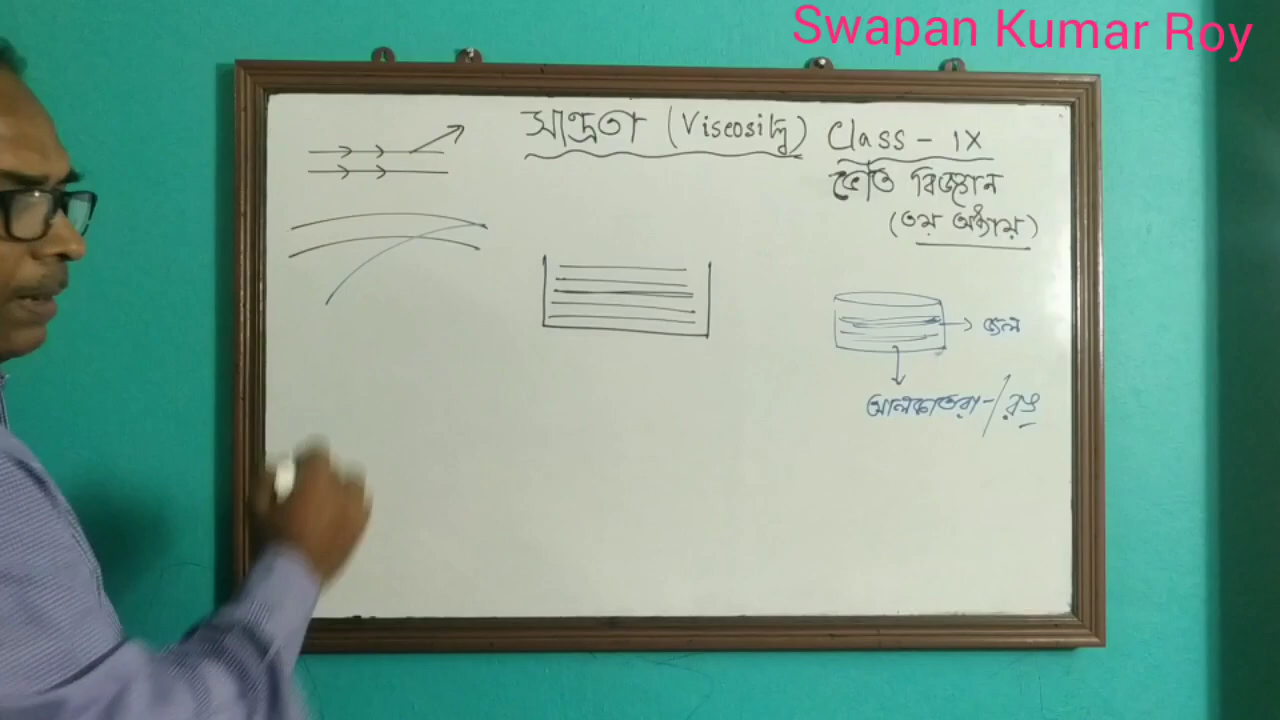 Swapan Kumar Roy
সান্দ্রতা (Viscosity) Class - IX
ভৌত বিজ্ঞান
(৩য় অধ্যায়)
জল
আলকাতরা / রঙ